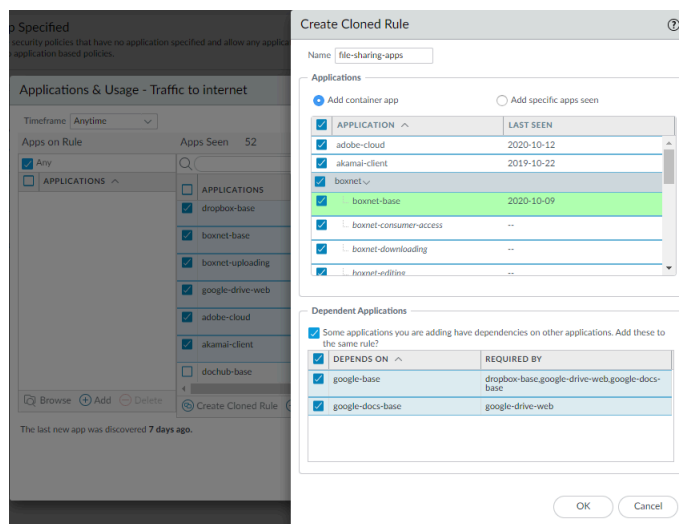 Specified
security policies that have no application specified and allow any applica
application based policies.
Applications & Usage - Traffic to internet
Timeframe Anytime
Apps on Rule
Any
APPLICATIONS
Browse Add Delete
Apps Seen 52
APPLICATIONS
dropbox-base
boxnet-base
boxnet-uploading
google-drive-web
adobe-cloud
akamai-client
dochub-base
Create Cloned Rule
The last new app was discovered 7 days ago.
Create Cloned Rule
Name file-sharing-apps
Applications
Add container app Add specific apps seen
APPLICATION LAST SEEN
adobe-cloud 2020-10-12
akamai-client 2019-10-22
boxnet
boxnet-base 2020-10-09
boxnet-consumer-access --
boxnet-downloading --
boxnet-editing --
Dependent Applications
Some applications you are adding have dependencies on other applications. Add these to
the same rule?
DEPENDS ON REQUIRED BY
google-base dropbox-base,google-drive-web,google-docs-
base
google-docs-base google-drive-web
OK Cancel